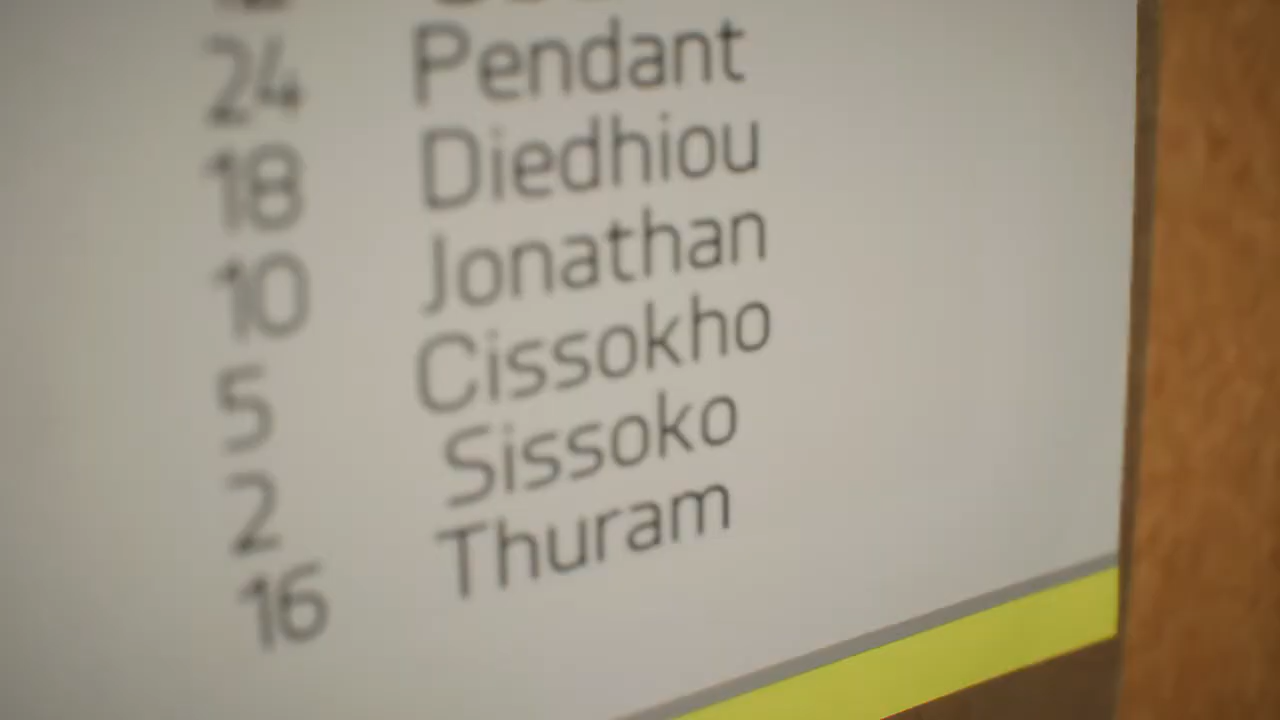 24 Pendant
18 Diedhiou
10 Jonathan
5 Cissokho
2 Sissoko
16 Thuram